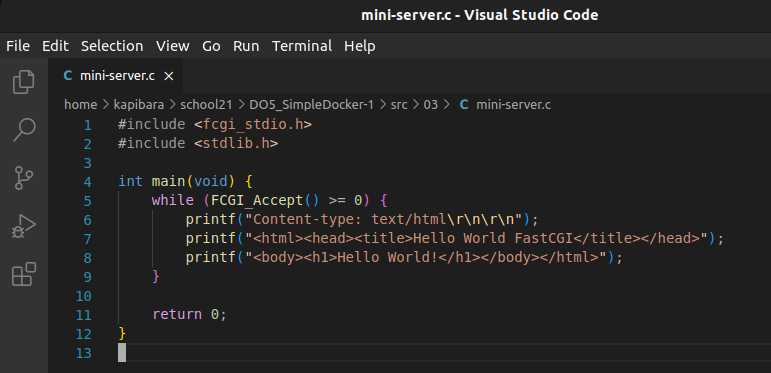 mini-server.c - Visual Studio Code
File Edit Selection View Go Run Terminal Help
C mini-server.c ×
home > kapibara > school21 > DO5_SimpleDocker-1 > src > 03 > C mini-server.c
1 #include <fcgi_stdio.h>
2 #include <stdlib.h>
3
4 int main(void) {
5     while (FCGI_Accept() >= 0) {
6         printf("Content-type: text/html\r\n\r\n");
7         printf("<html><head><title>Hello World FastCGI</title></head>");
8         printf("<body><h1>Hello World!</h1></body></html>");
9     }
10
11     return 0;
12 }
13